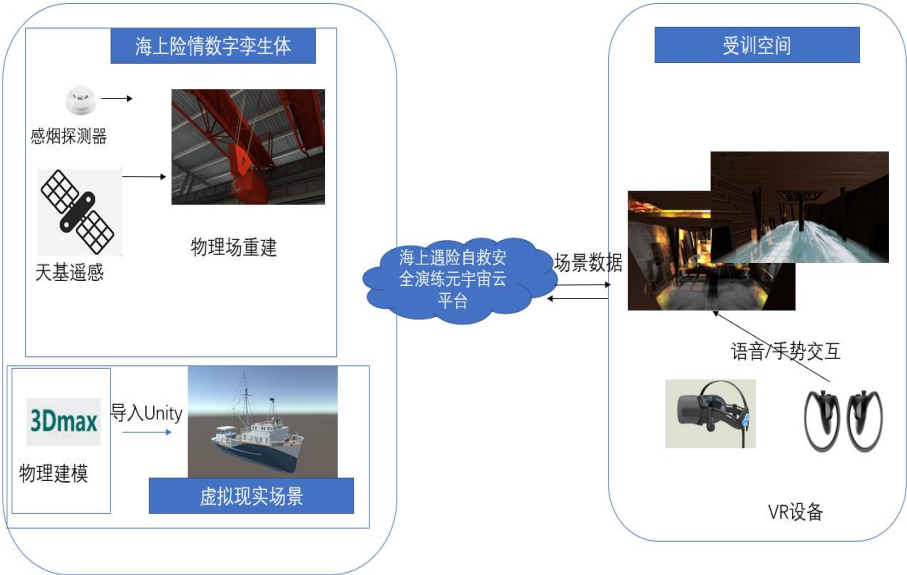 海上险情数字孪生体
感烟探测器
天基遥感
物理场重建
3Dmax
物理建模
导入Unity
虚拟现实场景
海上遇险自救安
全演练元宇宙云
平台
场景数据
受训空间
语音/手势交互
VR设备